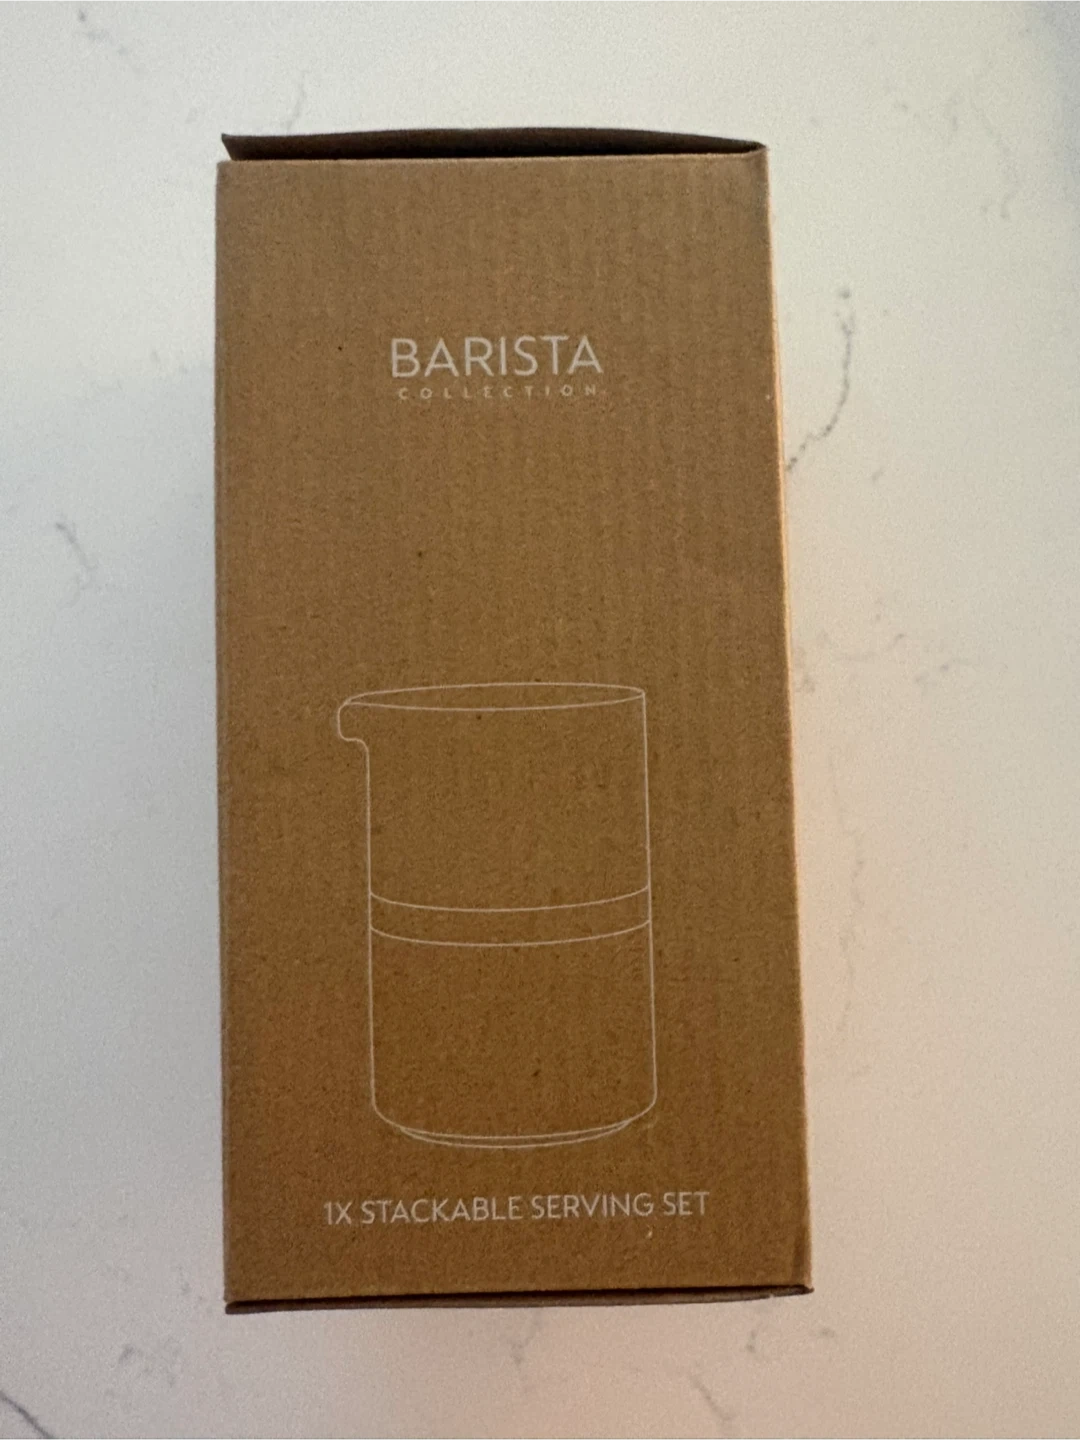 BARISTA
COLLECTION
1X STACKABLE SERVING SET